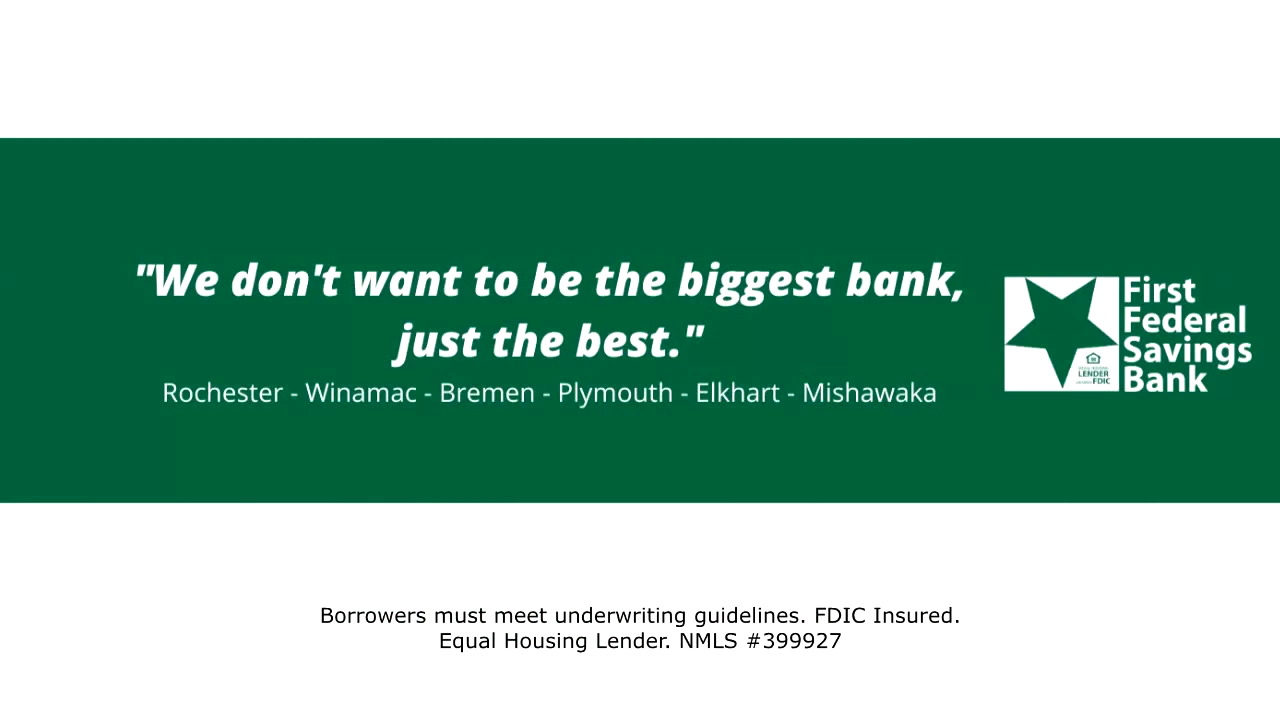 "We don't want to be the biggest bank,
just the best."
Rochester - Winamac - Bremen - Plymouth - Elkhart - Mishawaka
First
Federal
Savings
Bank
LENDER
FDIC
Borrowers must meet underwriting guidelines. FDIC Insured.
Equal Housing Lender. NMLS #399927